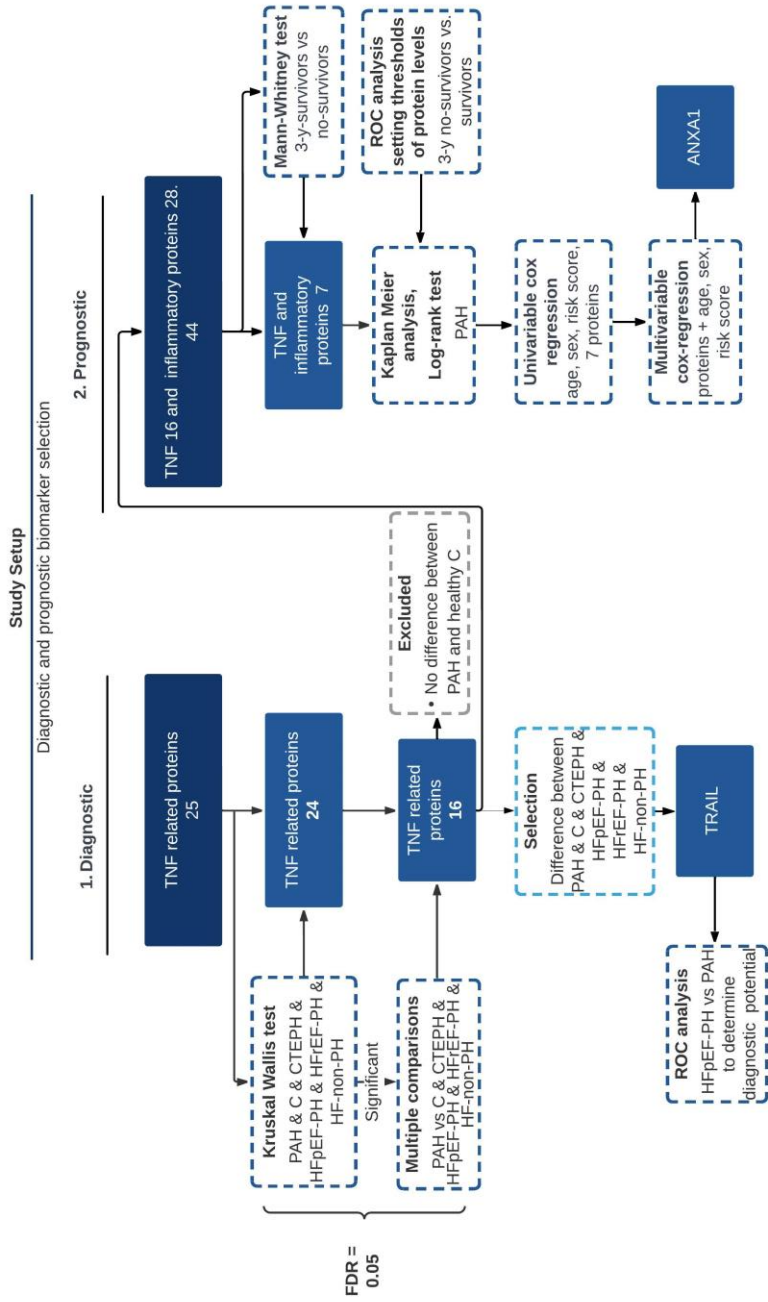 Study Setup
Diagnostic and prognostic biomarker selection
1. Diagnostic
TNF related proteins
25
Kruskal Wallis test
PAH & C & CTEPH &
HFpEF-PH & HFrEF-PH &
HF-non-PH
TNF related proteins
24
Significant
FDR =
0.05
Multiple comparisons
PAH vs C & CTEPH &
HFpEF-PH & HFrEF-PH &
HF-non-PH
TNF related
proteins
16
Excluded
• No difference between
PAH and healthy C
Selection
Difference between
PAH & C & CTEPH &
HFpEF-PH &
HFrEF-PH &
HF-non-PH
TRAIL
ROC analysis
HFpEF-PH vs PAH
to determine
diagnostic potential
2. Prognostic
TNF 16 and inflammatory proteins 28.
44
Mann-Whitney test
3-y-survivors vs
no-survivors
TNF and
inflammatory
proteins 7
ROC analysis
setting thresholds
of protein levels
3-y no-survivors vs.
survivors
Kaplan Meier
analysis,
Log-rank test
PAH
Univariable cox
regression
age, sex, risk score,
7 proteins
Multivariable
cox-regression
proteins + age, sex,
risk score
ANXA1